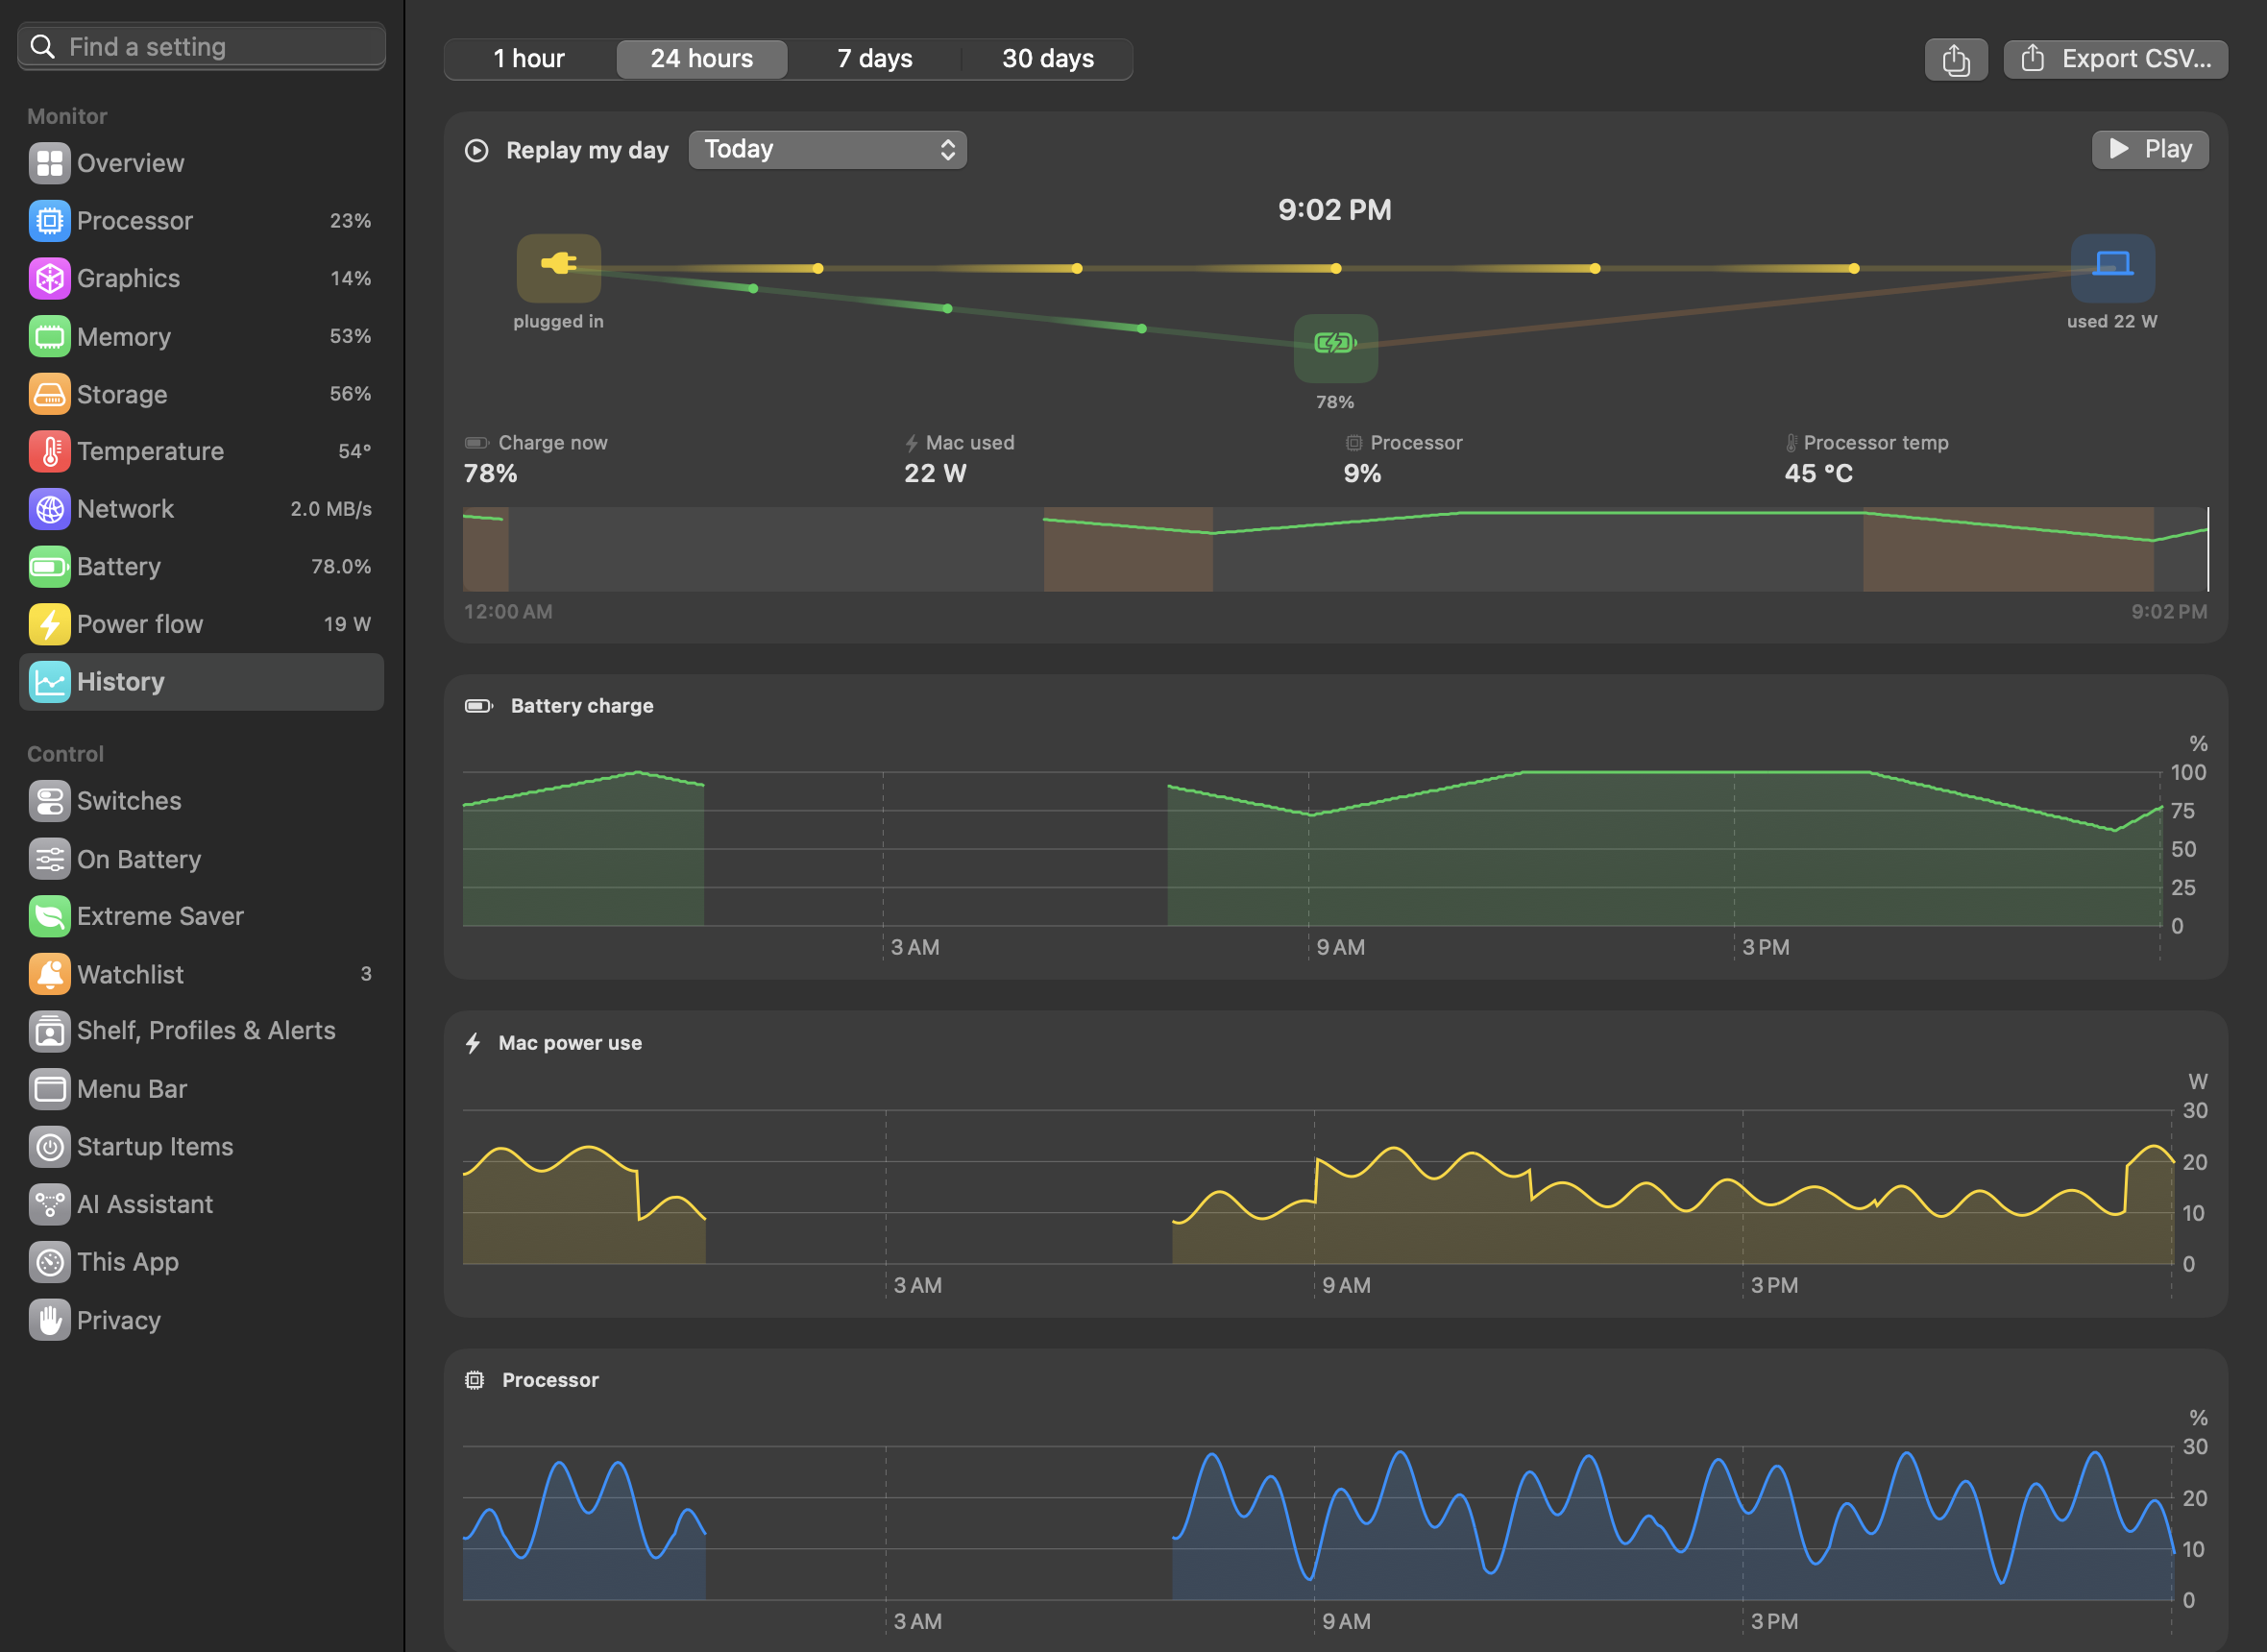 Find a setting
Monitor
Overview
Processor 23%
Graphics 14%
Memory 53%
Storage 56%
Temperature 54°
Network 2.0 MB/s
Battery 78.0%
Power flow 19 W
History
Control
Switches
On Battery
Extreme Saver
Watchlist 3
Shelf, Profiles & Alerts
Menu Bar
Startup Items
AI Assistant
This App
Privacy
1 hour 24 hours 7 days 30 days
Export CSV...
Replay my day Today Play
9:02 PM
plugged in
used 22 W
78%
Charge now Mac used Processor Processor temp
78% 22 W 9% 45 °C
12:00 AM 9:02 PM
Battery charge
%
100
75
50
25
0
3 AM 9 AM 3 PM
Mac power use
W
30
20
10
0
3 AM 9 AM 3 PM
Processor
%
30
20
10
0
3 AM 9 AM 3 PM